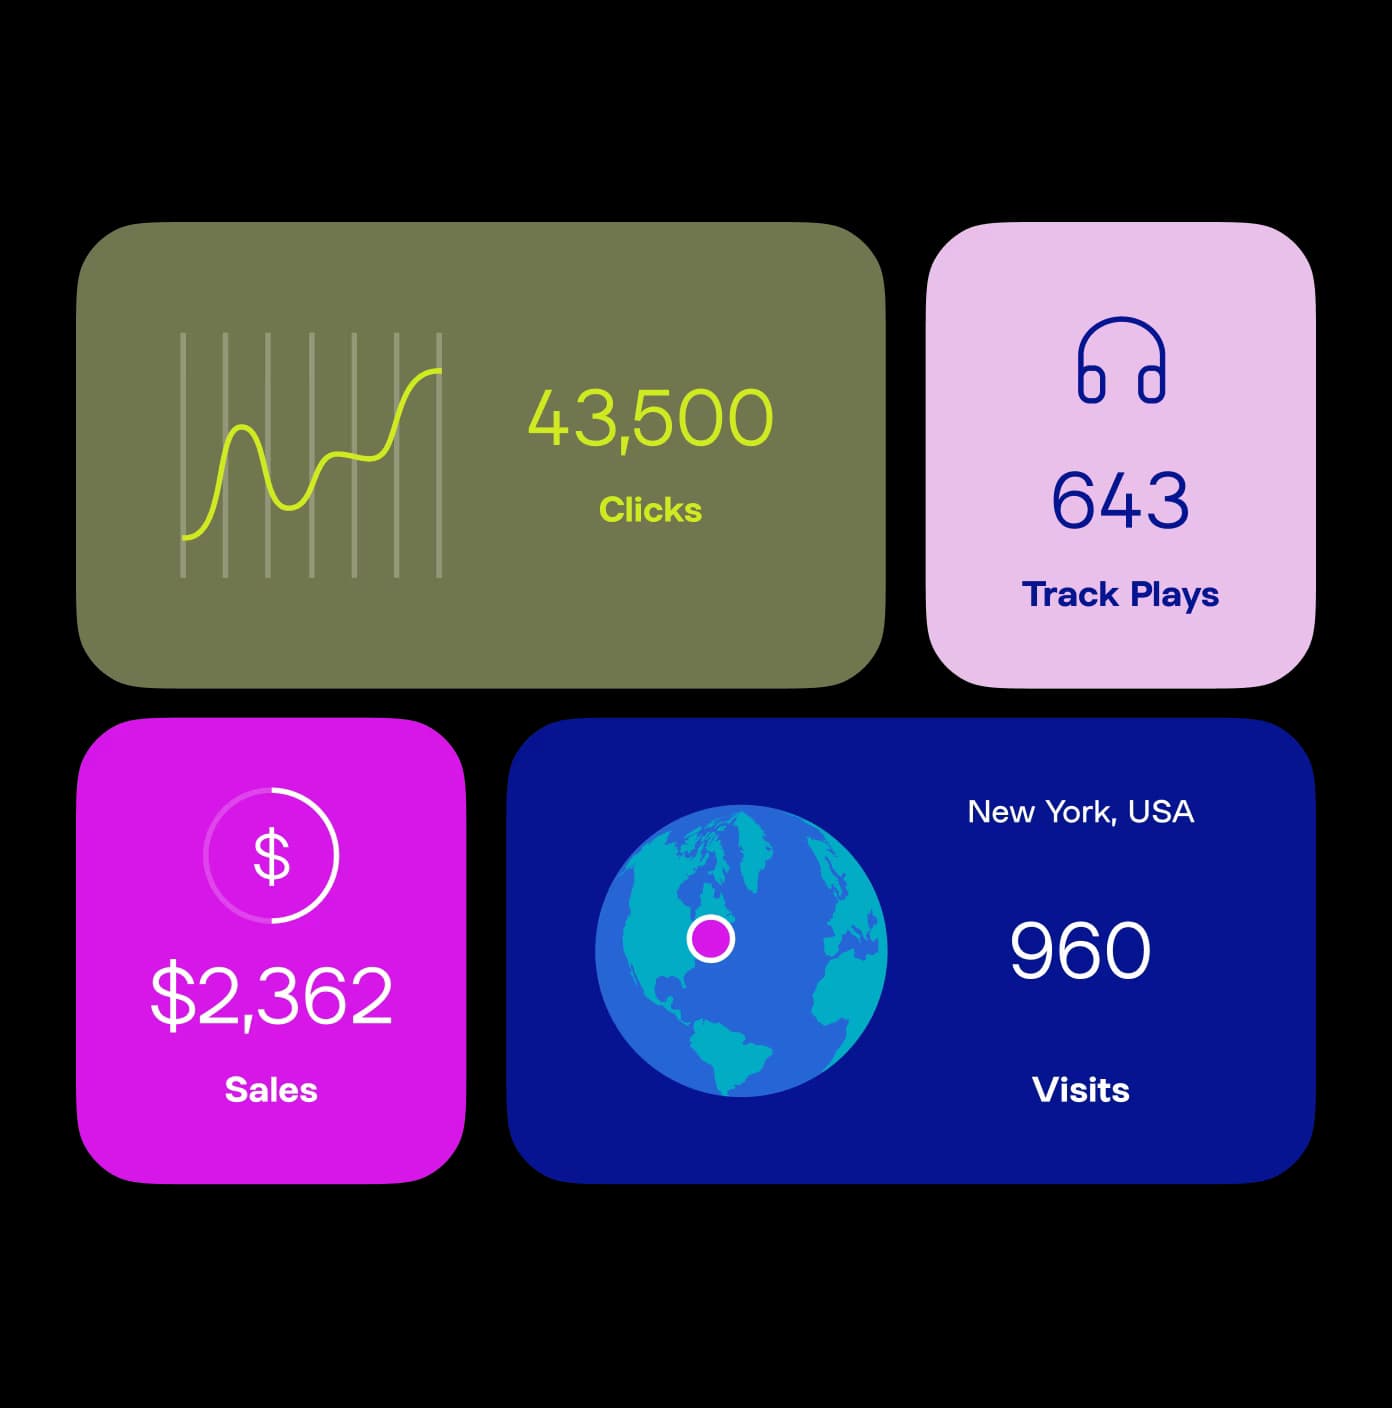 43,500
Clicks
643
Track Plays
$
$2,362
Sales
New York, USA
960
Visits